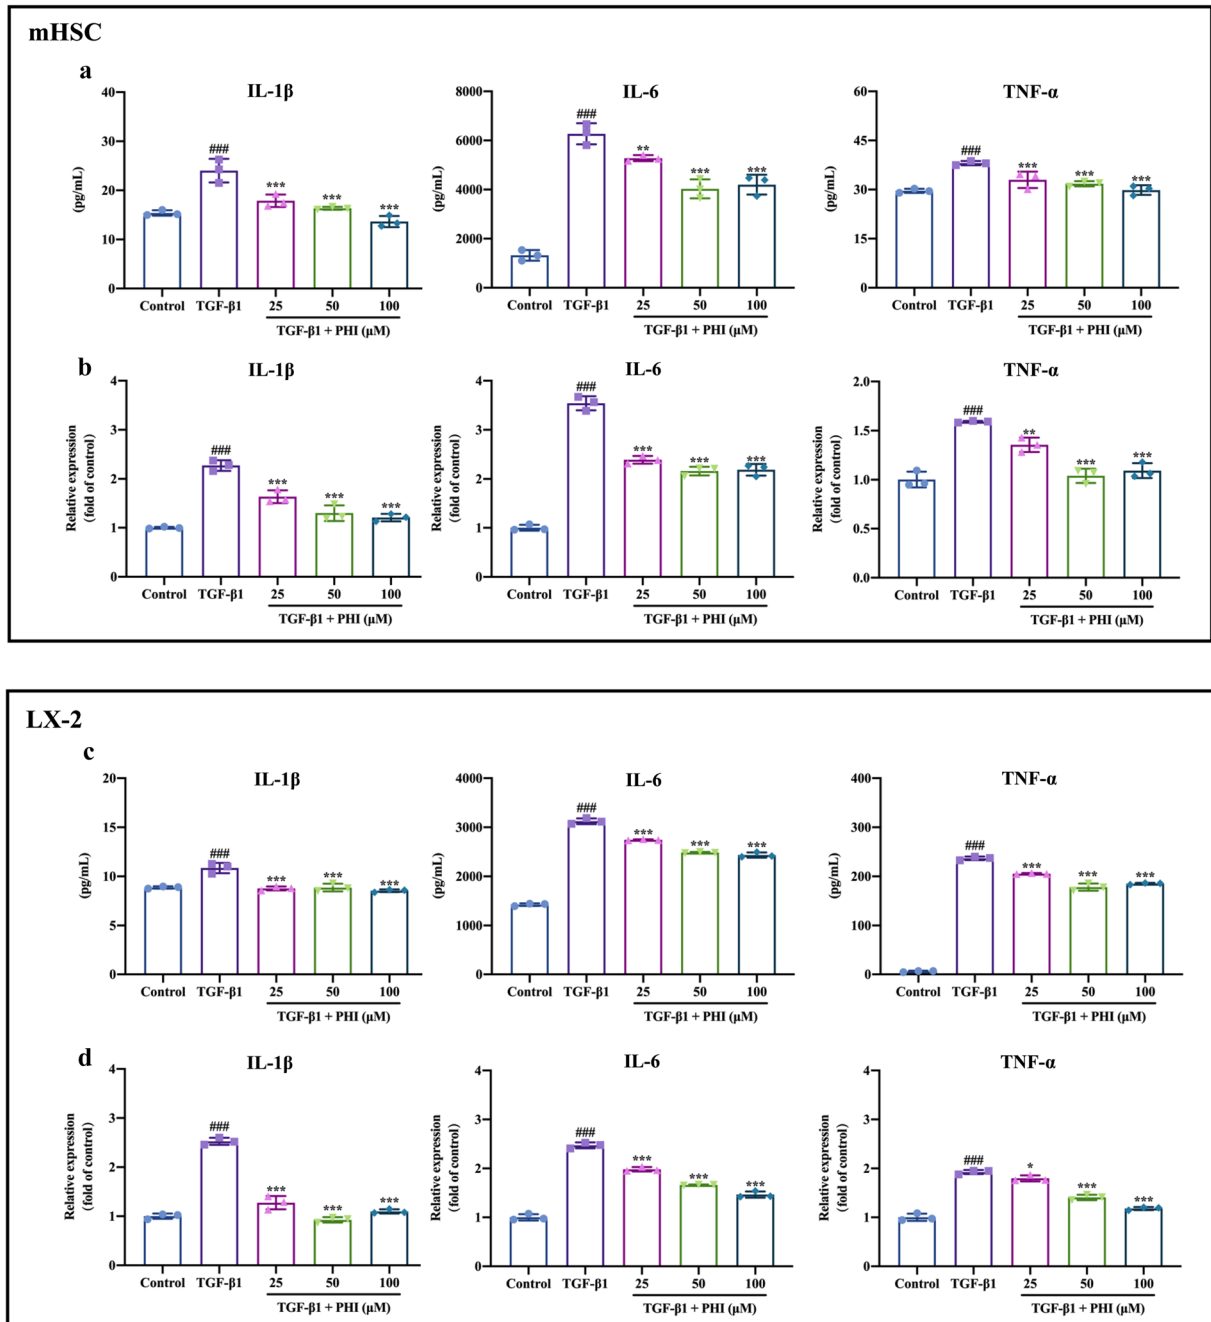 mHSC
a
IL-1β
(pg/mL)
40
30
20
10
0
###
***
***
***
Control TGF-β1 25 50 100
TGF-β1 + PHI (μM)
IL-6
(pg/mL)
8000
6000
4000
2000
0
###
**
***
***
Control TGF-β1 25 50 100
TGF-β1 + PHI (μM)
TNF-α
(pg/mL)
60
45
30
15
0
###
***
***
***
Control TGF-β1 25 50 100
TGF-β1 + PHI (μM)
b
IL-1β
Relative expression
(fold of control)
4
3
2
1
0
###
***
***
***
Control TGF-β1 25 50 100
TGF-β1 + PHI (μM)
IL-6
Relative expression
(fold of control)
4
3
2
1
0
###
***
***
***
Control TGF-β1 25 50 100
TGF-β1 + PHI (μM)
TNF-α
Relative expression
(fold of control)
2.0
1.5
1.0
0.5
0.0
###
**
***
***
Control TGF-β1 25 50 100
TGF-β1 + PHI (μM)
LX-2
c
IL-1β
(pg/mL)
20
15
10
5
0
###
***
***
***
Control TGF-β1 25 50 100
TGF-β1 + PHI (μM)
IL-6
(pg/mL)
4000
3000
2000
1000
0
###
***
***
***
Control TGF-β1 25 50 100
TGF-β1 + PHI (μM)
TNF-α
(pg/mL)
400
300
200
100
0
###
***
***
***
Control TGF-β1 25 50 100
TGF-β1 + PHI (μM)
d
IL-1β
Relative expression
(fold of control)
4
3
2
1
0
###
***
***
***
Control TGF-β1 25 50 100
TGF-β1 + PHI (μM)
IL-6
Relative expression
(fold of control)
4
3
2
1
0
###
***
***
***
Control TGF-β1 25 50 100
TGF-β1 + PHI (μM)
TNF-α
Relative expression
(fold of control)
4
3
2
1
0
###
*
***
***
Control TGF-β1 25 50 100
TGF-β1 + PHI (μM)